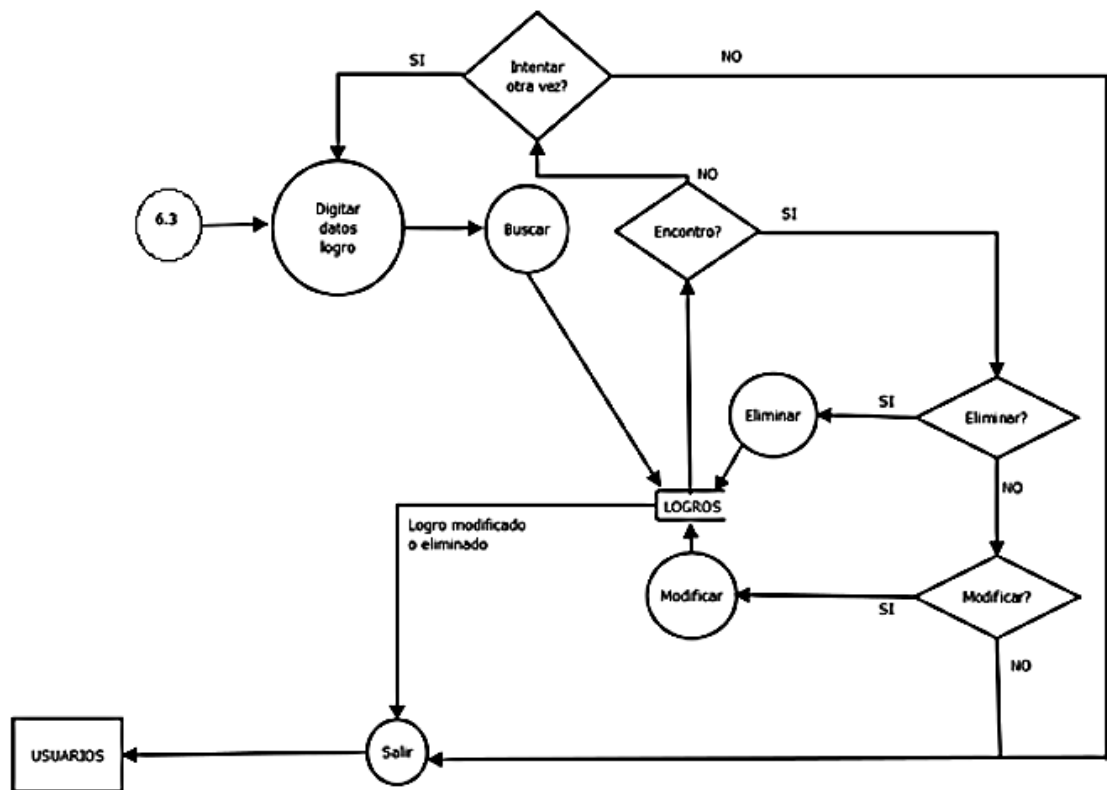 SI
Intentar
otra vez?
NO
6.3
Digitar
datos
logro
Buscar
NO
Encontro?
SI
Eliminar
SI
Eliminar?
NO
LOGROS
Logro modificado
o eliminado
Modificar
SI
Modificar?
NO
USUARIOS
Salir